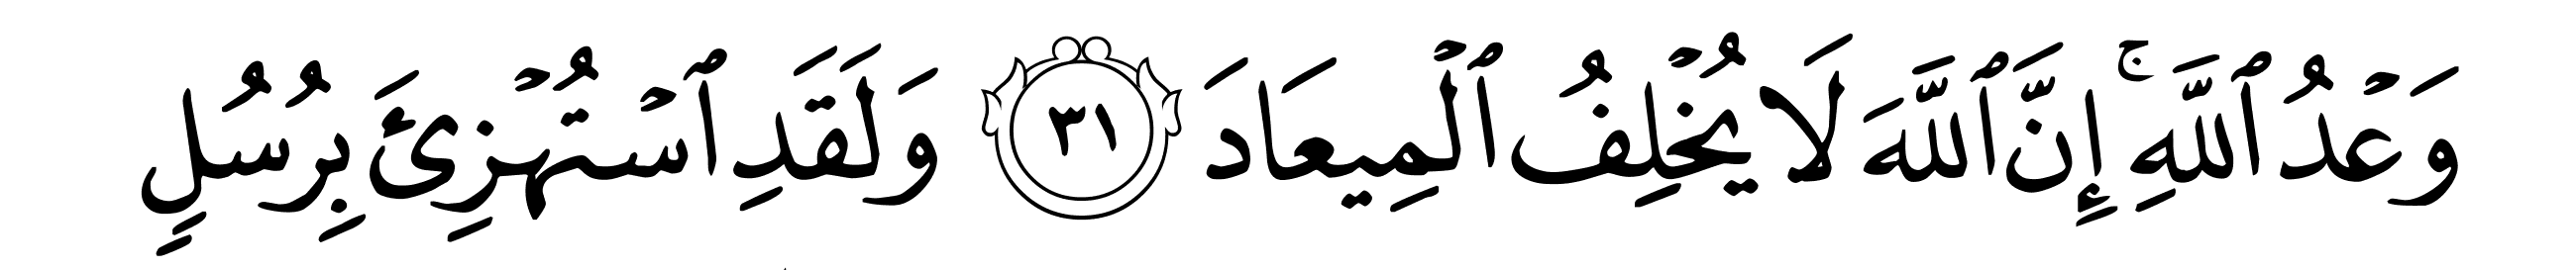 وَعۡدُ ٱللَّهِۚ إِنَّ ٱللَّهَ لَا يُخۡلِفُ ٱلۡمِيعَادَ ٣١ وَلَقَدِ ٱسۡتُهۡزِئَ بِرُسُلٖ